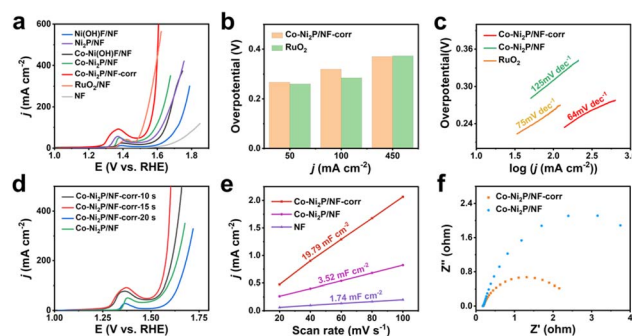 a
Ni(OH)F/NF
Ni₂P/NF
Co-Ni(OH)F/NF
Co-Ni₂P/NF
Co-Ni₂P/NF-corr
RuO₂/NF
NF
600
400
200
0
j (mA cm⁻²)
1.0 1.2 1.4 1.6 1.8
E (V vs. RHE)
b
Co-Ni₂P/NF-corr
RuO₂
0.6
0.4
0.2
0.0
Overpotential(V)
50 100 450
j (mA cm⁻²)
c
Co-Ni₂P/NF-corr
Co-Ni₂P/NF
RuO₂
125mV dec⁻¹
75mV dec⁻¹
64mV dec⁻¹
0.36
0.30
0.24
Overpotential(V)
1.0 1.5 2.0 2.5 3.0
log (j (mA cm⁻²))
d
Co-Ni₂P/NF-corr-10 s
Co-Ni₂P/NF-corr-15 s
Co-Ni₂P/NF-corr-20 s
Co-Ni₂P/NF
450
300
150
0
j (mA cm⁻²)
1.00 1.25 1.50 1.75
E (V vs. RHE)
e
Co-Ni₂P/NF-corr
Co-Ni₂P/NF
NF
19.79 mF cm⁻²
3.52 mF cm⁻²
1.74 mF cm⁻²
2.0
1.5
1.0
0.5
0.0
j (mA cm⁻²)
20 40 60 80 100
Scan rate (mV s⁻¹)
f
Co-Ni₂P/NF-corr
Co-Ni₂P/NF
2.4
1.6
0.8
0.0
Z'' (ohm)
0 1 2 3 4
Z' (ohm)